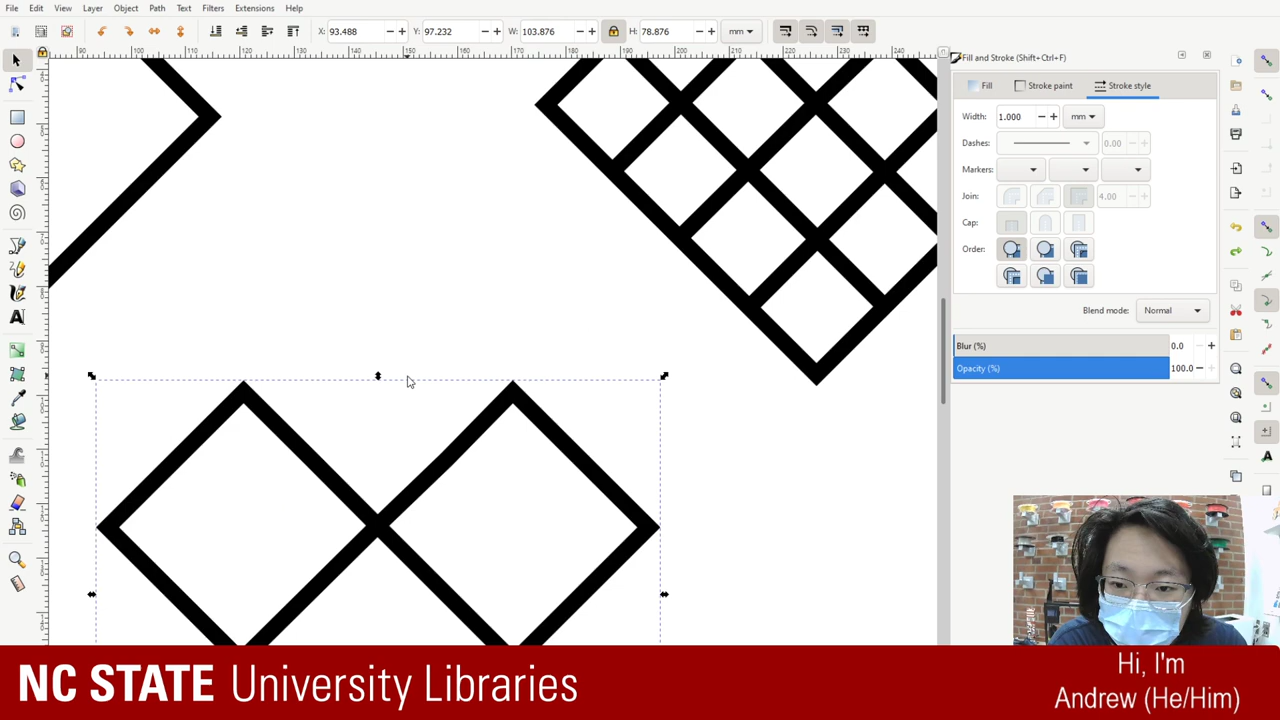 File Edit View Layer Object Path Text Filters Extensions Help
X: 93.488 Y: 97.232 W: 103.876 H: 78.876 mm
Fill and Stroke (Shift+Ctrl+F)
Fill Stroke paint Stroke style
Width: 1.000 mm
Dashes: 0.00
Markers:
Join: 4.00
Cap:
Order:
Blend mode: Normal
Blur (%) 0.0
Opacity (%) 100.0
NC STATE University Libraries
Hi, I'm
Andrew (He/Him)